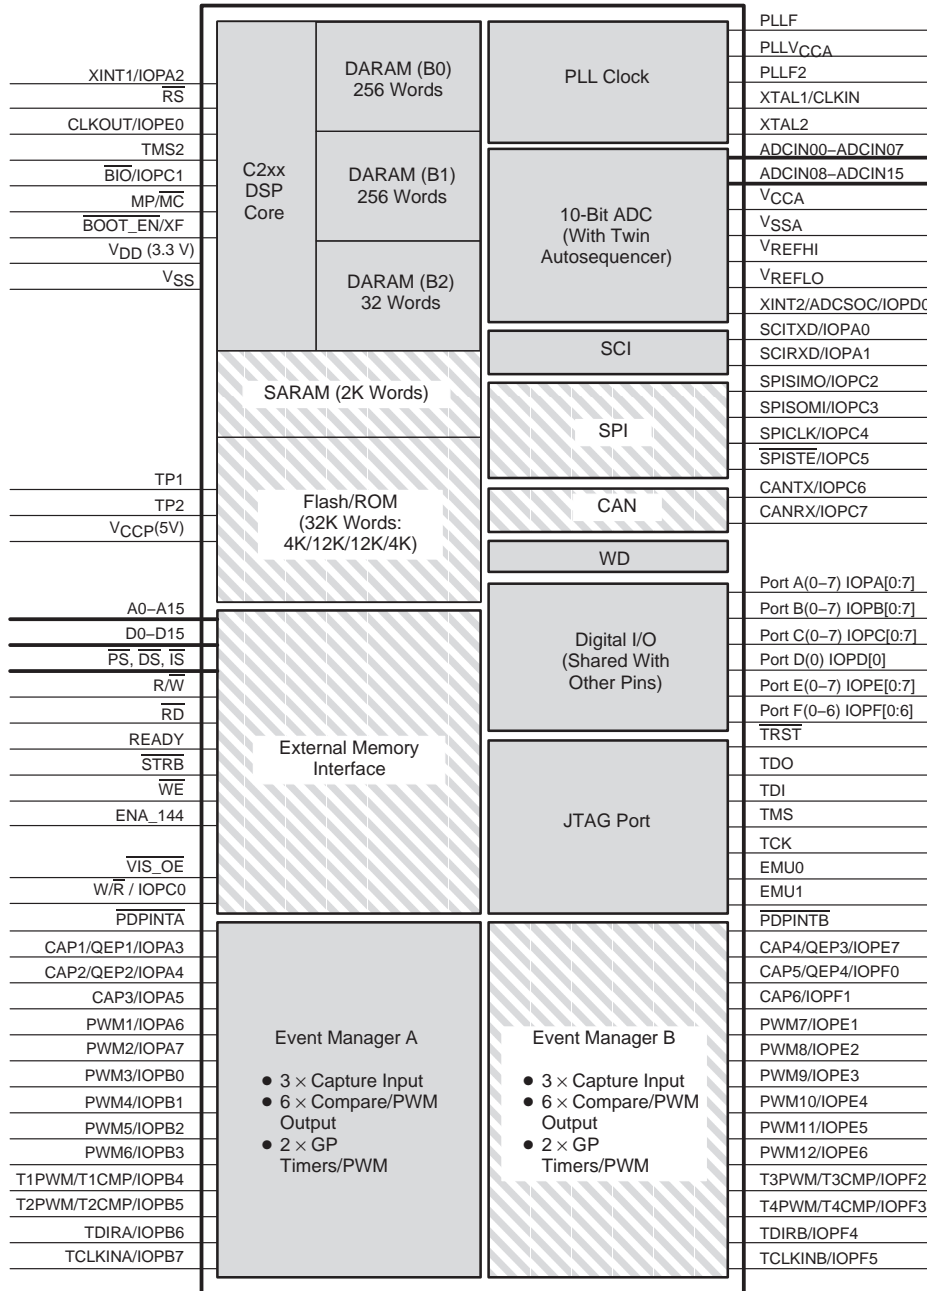 XINT1/IOPA2
RS
CLKOUT/IOPE0
TMS2
BIO/IOPC1
MP/MC
BOOT_EN/XF
VDD (3.3 V)
VSS
TP1
TP2
VCCP(5V)
A0–A15
D0–D15
PS, DS, IS
R/W
RD
READY
STRB
WE
ENA_144
VIS_OE
W/R / IOPC0
PDPINTA
CAP1/QEP1/IOPA3
CAP2/QEP2/IOPA4
CAP3/IOPA5
PWM1/IOPA6
PWM2/IOPA7
PWM3/IOPB0
PWM4/IOPB1
PWM5/IOPB2
PWM6/IOPB3
T1PWM/T1CMP/IOPB4
T2PWM/T2CMP/IOPB5
TDIRA/IOPB6
TCLKINA/IOPB7
C2xx
DSP
Core
DARAM (B0)
256 Words
DARAM (B1)
256 Words
DARAM (B2)
32 Words
SARAM (2K Words)
Flash/ROM
(32K Words:
4K/12K/12K/4K)
External Memory
Interface
Event Manager A
● 3 × Capture Input
● 6 × Compare/PWM
Output
● 2 × GP
Timers/PWM
PLL Clock
10-Bit ADC
(With Twin
Autosequencer)
SCI
SPI
CAN
WD
Digital I/O
(Shared With
Other Pins)
JTAG Port
Event Manager B
● 3 × Capture Input
● 6 × Compare/PWM
Output
● 2 × GP
Timers/PWM
PLLF
PLLVCCA
PLLF2
XTAL1/CLKIN
XTAL2
ADCIN00–ADCIN07
ADCIN08–ADCIN15
VCCA
VSSA
VREFHI
VREFLO
XINT2/ADCSOC/IOPD0
SCITXD/IOPA0
SCIRXD/IOPA1
SPISIMO/IOPC2
SPISOMI/IOPC3
SPICLK/IOPC4
SPISTE/IOPC5
CANTX/IOPC6
CANRX/IOPC7
Port A(0–7) IOPA[0:7]
Port B(0–7) IOPB[0:7]
Port C(0–7) IOPC[0:7]
Port D(0) IOPD[0]
Port E(0–7) IOPE[0:7]
Port F(0–6) IOPF[0:6]
TRST
TDO
TDI
TMS
TCK
EMU0
EMU1
PDPINTB
CAP4/QEP3/IOPE7
CAP5/QEP4/IOPF0
CAP6/IOPF1
PWM7/IOPE1
PWM8/IOPE2
PWM9/IOPE3
PWM10/IOPE4
PWM11/IOPE5
PWM12/IOPE6
T3PWM/T3CMP/IOPF2
T4PWM/T4CMP/IOPF3
TDIRB/IOPF4
TCLKINB/IOPF5